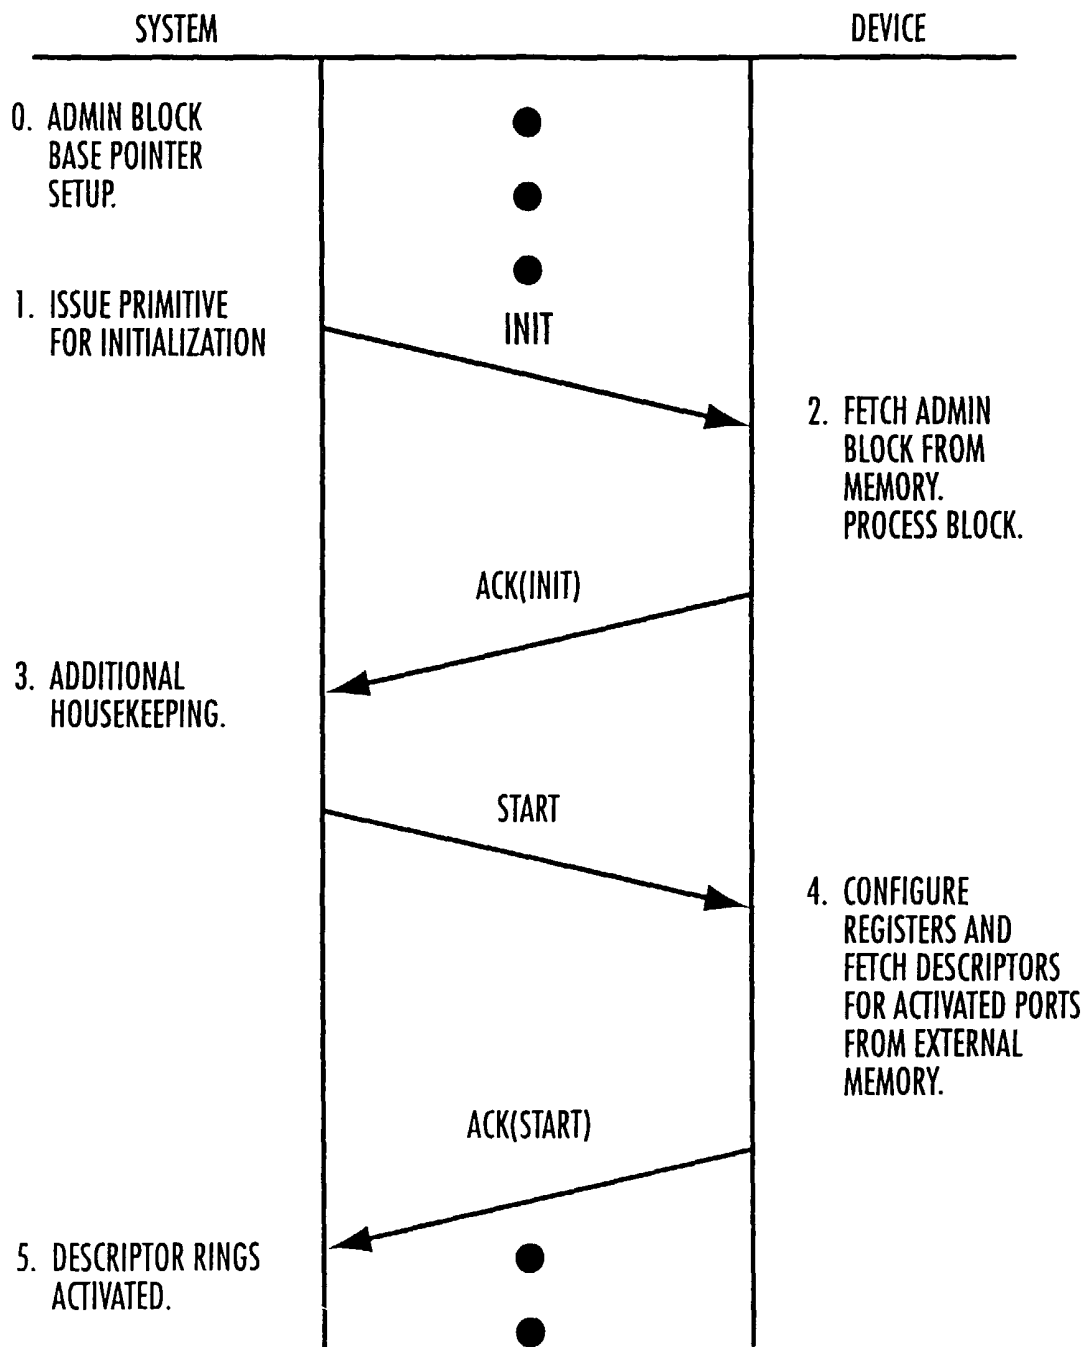 SYSTEM
DEVICE
0. ADMIN BLOCK
BASE POINTER
SETUP.
1. ISSUE PRIMITIVE
FOR INITIALIZATION
INIT
2. FETCH ADMIN
BLOCK FROM
MEMORY.
PROCESS BLOCK.
ACK(INIT)
3. ADDITIONAL
HOUSEKEEPING.
START
4. CONFIGURE
REGISTERS AND
FETCH DESCRIPTORS
FOR ACTIVATED PORTS
FROM EXTERNAL
MEMORY.
ACK(START)
5. DESCRIPTOR RINGS
ACTIVATED.